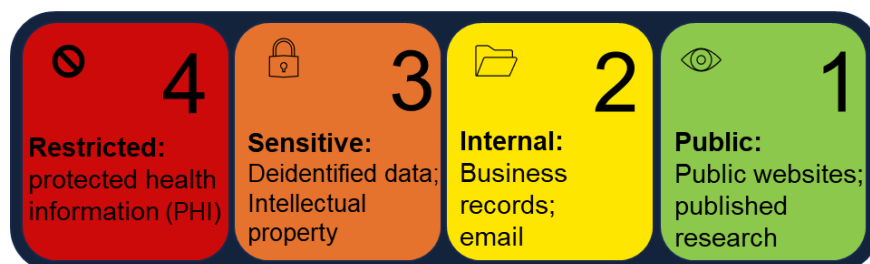 4
Restricted:
protected health
information (PHI)
3
Sensitive:
Deidentified data;
Intellectual
property
2
Internal:
Business
records;
email
1
Public:
Public websites;
published
research